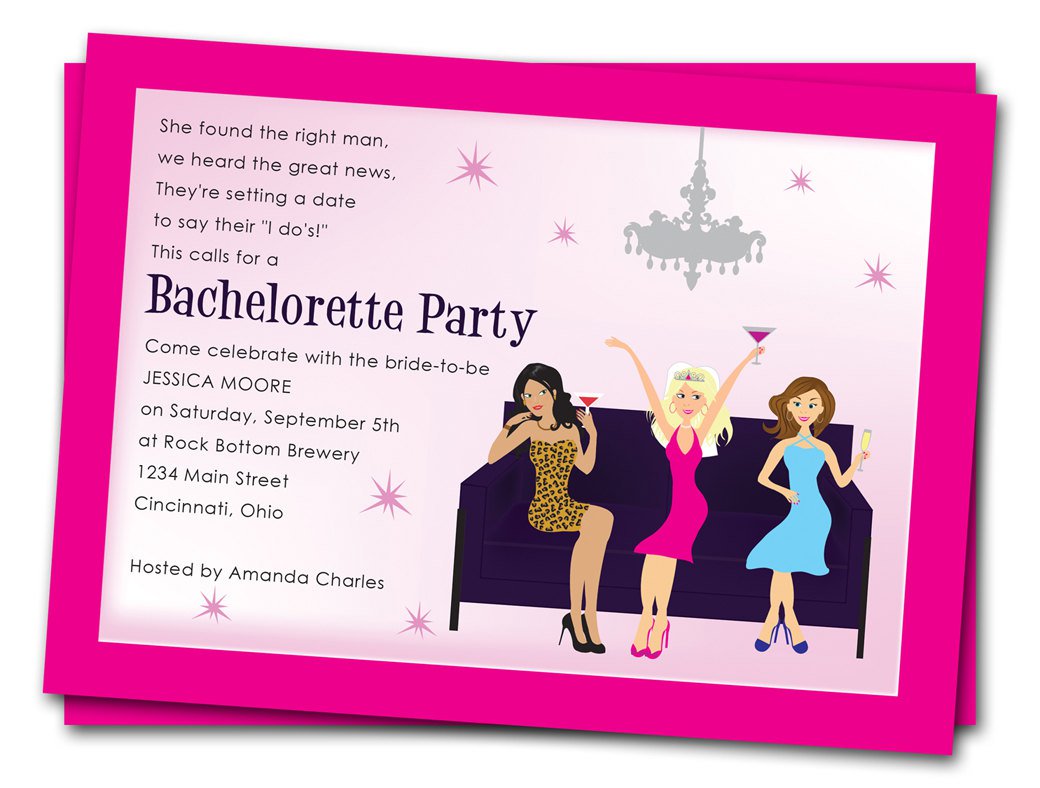 She found the right man,
we heard the great news,
They're setting a date
to say their "I do's!"
This calls for a
Bachelorette Party
Come celebrate with the bride-to-be
JESSICA MOORE
on Saturday, September 5th
at Rock Bottom Brewery
1234 Main Street
Cincinnati, Ohio
Hosted by Amanda Charles